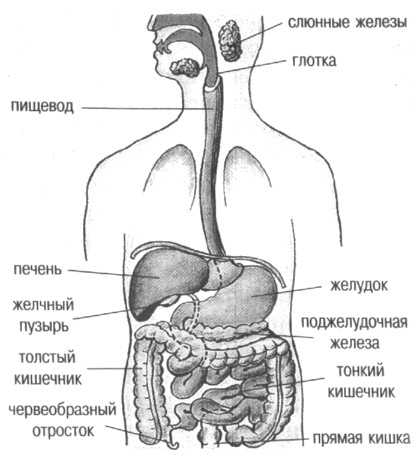 слюнные железы
глотка
пищевод
печень
желчный
пузырь
толстый
кишечник
червеобразный
отросток
желудок
поджелудочная
железа
тонкий
кишечник
прямая кишка